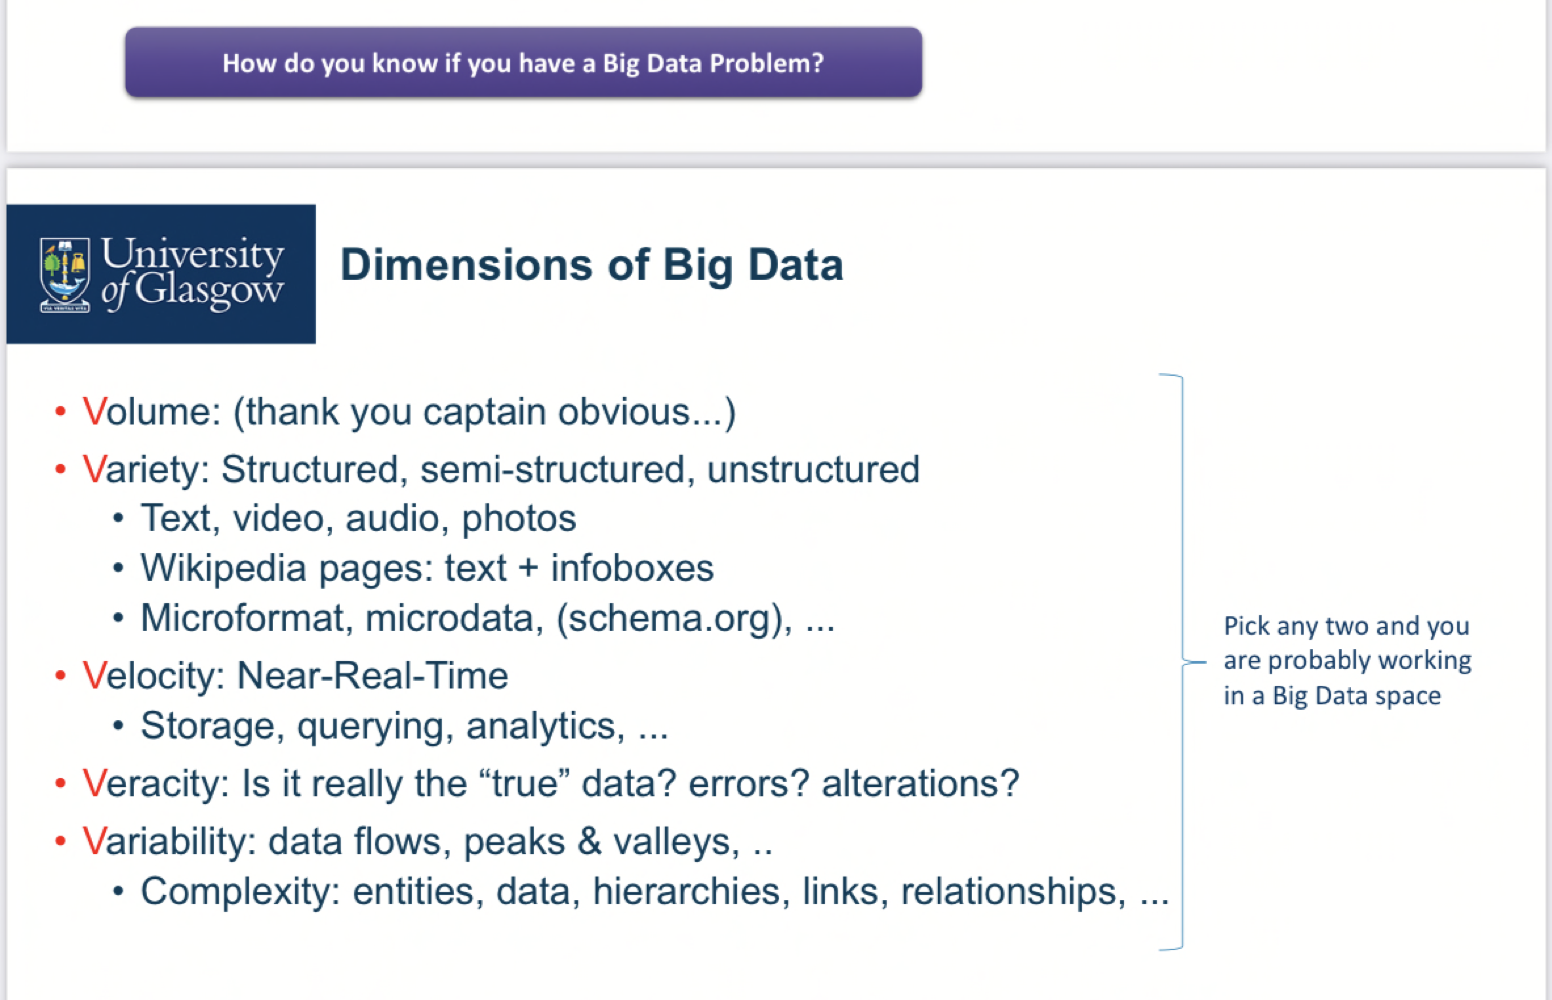 How do you know if you have a Big Data Problem?
University
of Glasgow
Dimensions of Big Data
• Volume: (thank you captain obvious...)
• Variety: Structured, semi-structured, unstructured
• Text, video, audio, photos
• Wikipedia pages: text + infoboxes
• Microformat, microdata, (schema.org), ...
• Velocity: Near-Real-Time
• Storage, querying, analytics, ...
• Veracity: Is it really the “true” data? errors? alterations?
• Variability: data flows, peaks & valleys, ..
• Complexity: entities, data, hierarchies, links, relationships, ...
Pick any two and you
are probably working
in a Big Data space